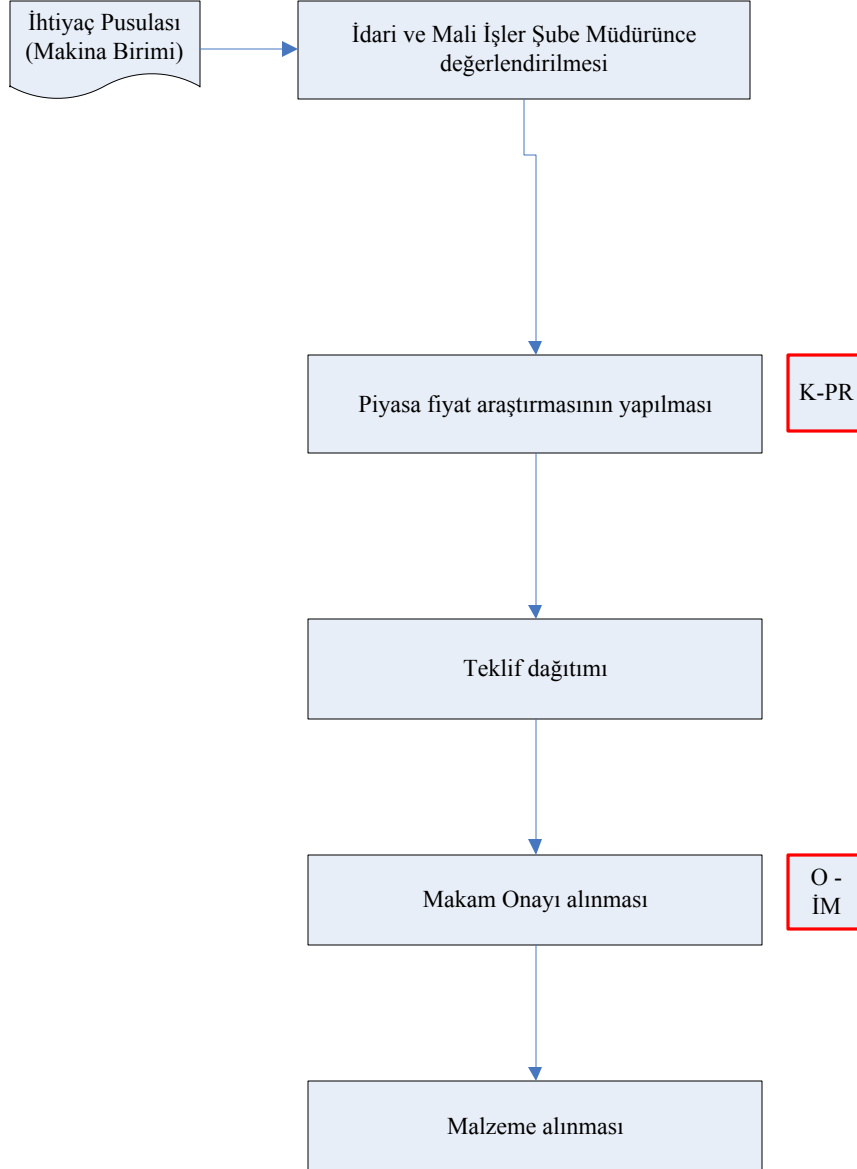 İhtiyaç Pusulası
(Makina Birimi)
İdari ve Mali İşler Şube Müdürünce
değerlendirilmesi
Piyasa fiyat araştırmasının yapılması
K-PR
Teklif dağıtımı
Makam Onayı alınması
O -
İM
Malzeme alınması